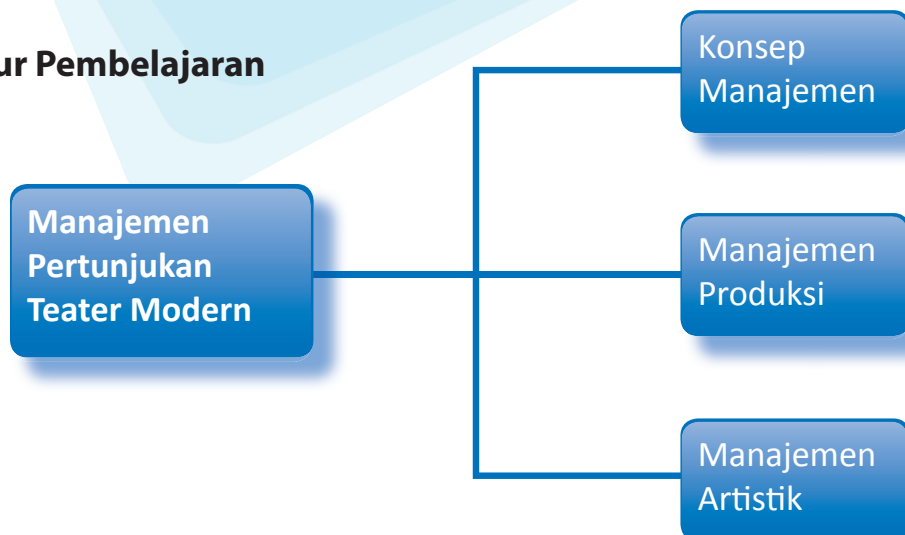 ur Pembelajaran
Konsep
Manajemen
Manajemen
Pertunjukan
Teater Modern
Manajemen
Produksi
Manajemen
Artistik